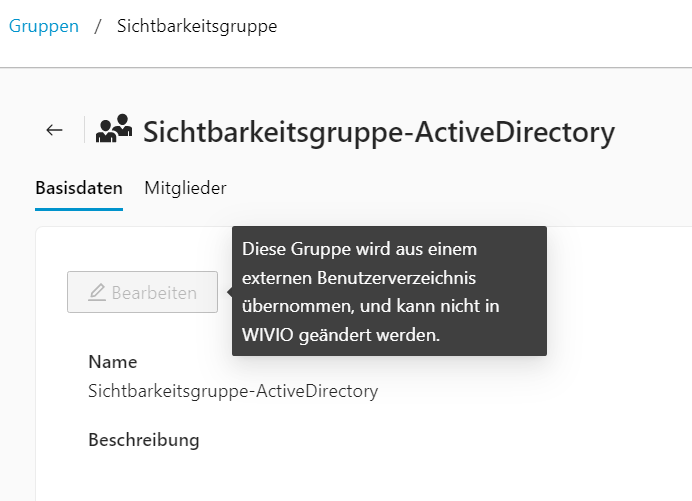 Gruppen / Sichtbarkeitsgruppe
Sichtbarkeitsgruppe-ActiveDirectory
Basisdaten Mitglieder
Bearbeiten
Diese Gruppe wird aus einem
externen Benutzerverzeichnis
übernommen, und kann nicht in
WIVIO geändert werden.
Name
Sichtbarkeitsgruppe-ActiveDirectory
Beschreibung